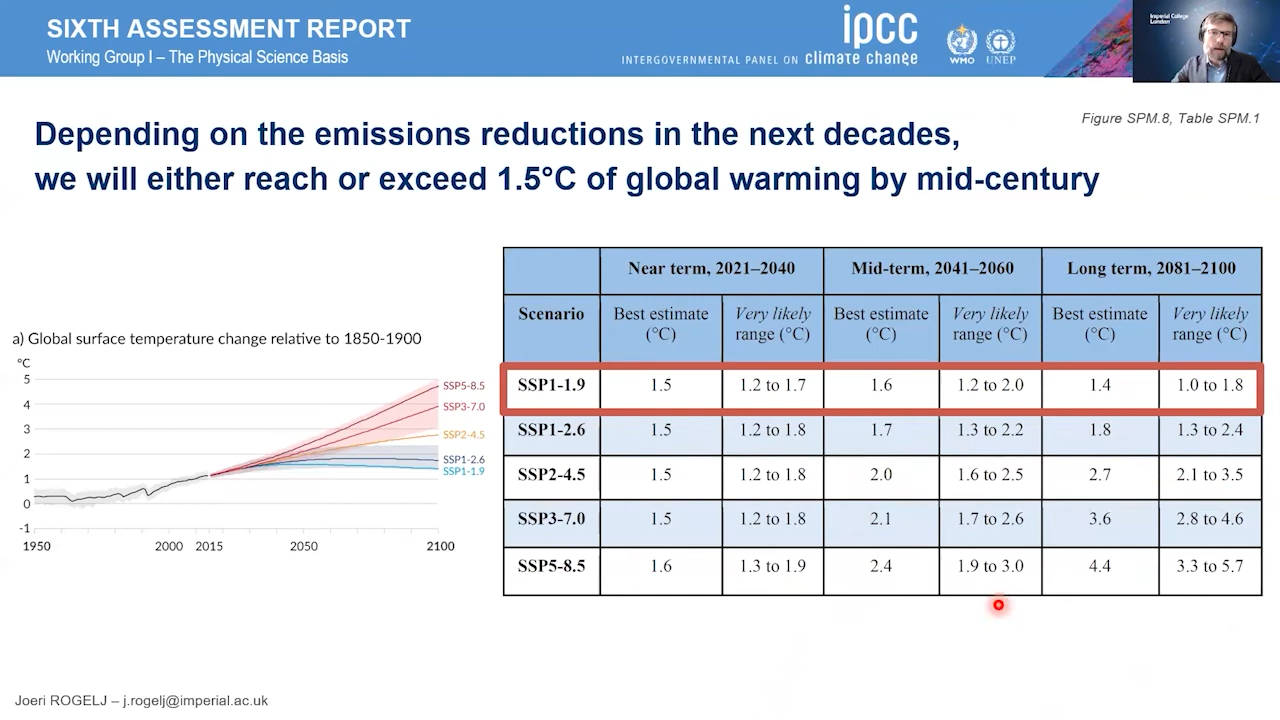 SIXTH ASSESSMENT REPORT
Working Group I – The Physical Science Basis
INTERGOVERNMENTAL PANEL ON climate change
ipcc
WMO
UNEP
Imperial College
London
Depending on the emissions reductions in the next decades,
we will either reach or exceed 1.5°C of global warming by mid-century
Figure SPM.8, Table SPM.1
a) Global surface temperature change relative to 1850-1900
°C
5
4
3
2
1
0
-1
1950
2000
2015
2050
2100
SSP5-8.5
SSP3-7.0
SSP2-4.5
SSP1-2.6
SSP1-1.9
Near term, 2021–2040 Mid-term, 2041–2060 Long term, 2081–2100
Scenario Best estimate (°C) Very likely range (°C) Best estimate (°C) Very likely range (°C) Best estimate (°C) Very likely range (°C)
SSP1-1.9 1.5 1.2 to 1.7 1.6 1.2 to 2.0 1.4 1.0 to 1.8
SSP1-2.6 1.5 1.2 to 1.8 1.7 1.3 to 2.2 1.8 1.3 to 2.4
SSP2-4.5 1.5 1.2 to 1.8 2.0 1.6 to 2.5 2.7 2.1 to 3.5
SSP3-7.0 1.5 1.2 to 1.8 2.1 1.7 to 2.6 3.6 2.8 to 4.6
SSP5-8.5 1.6 1.3 to 1.9 2.4 1.9 to 3.0 4.4 3.3 to 5.7
Joeri ROGELJ – j.rogelj@imperial.ac.uk